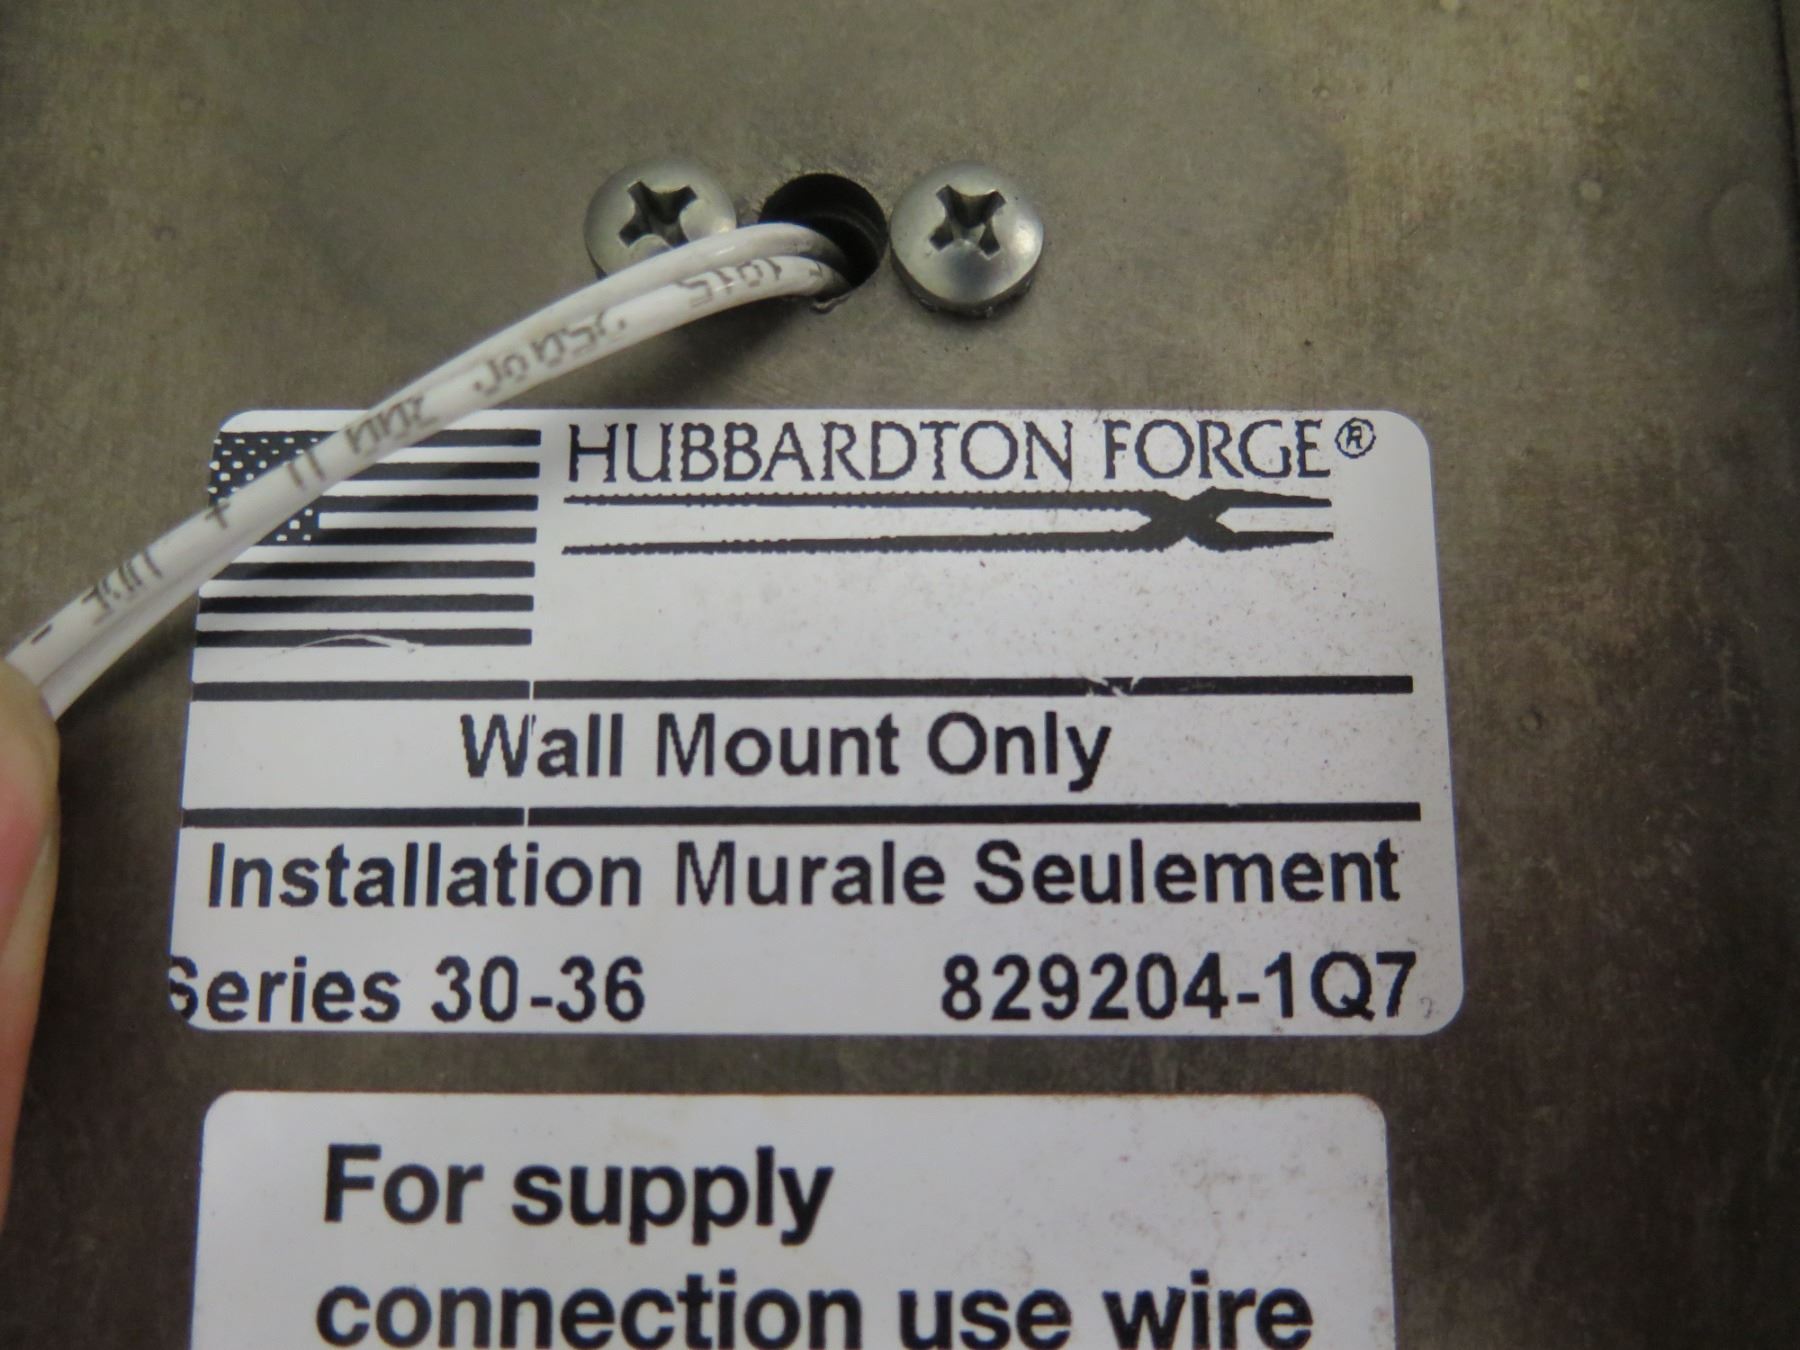 HUBBARDTON FORGE®
Wall Mount Only
Installation Murale Seulement
Series 30-36 829204-1Q7
For supply
connection use wire